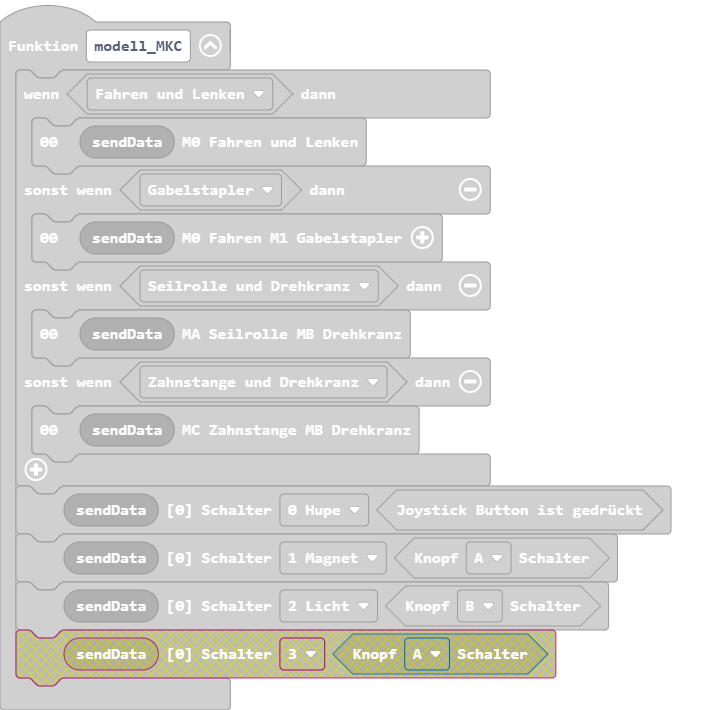 Funktion modell_MKC
wenn Fahren und Lenken dann
00 sendData M0 Fahren und Lenken
sonst wenn Gabelstapler dann
00 sendData M0 Fahren M1 Gabelstapler
sonst wenn Seilrolle und Drehkranz dann
00 sendData MA Seilrolle MB Drehkranz
sonst wenn Zahnstange und Drehkranz dann
00 sendData MC Zahnstange MB Drehkranz
sendData [0] Schalter 0 Hupe Joystick Button ist gedrückt
sendData [0] Schalter 1 Magnet Knopf A Schalter
sendData [0] Schalter 2 Licht Knopf B Schalter
sendData [0] Schalter 3 Knopf A Schalter